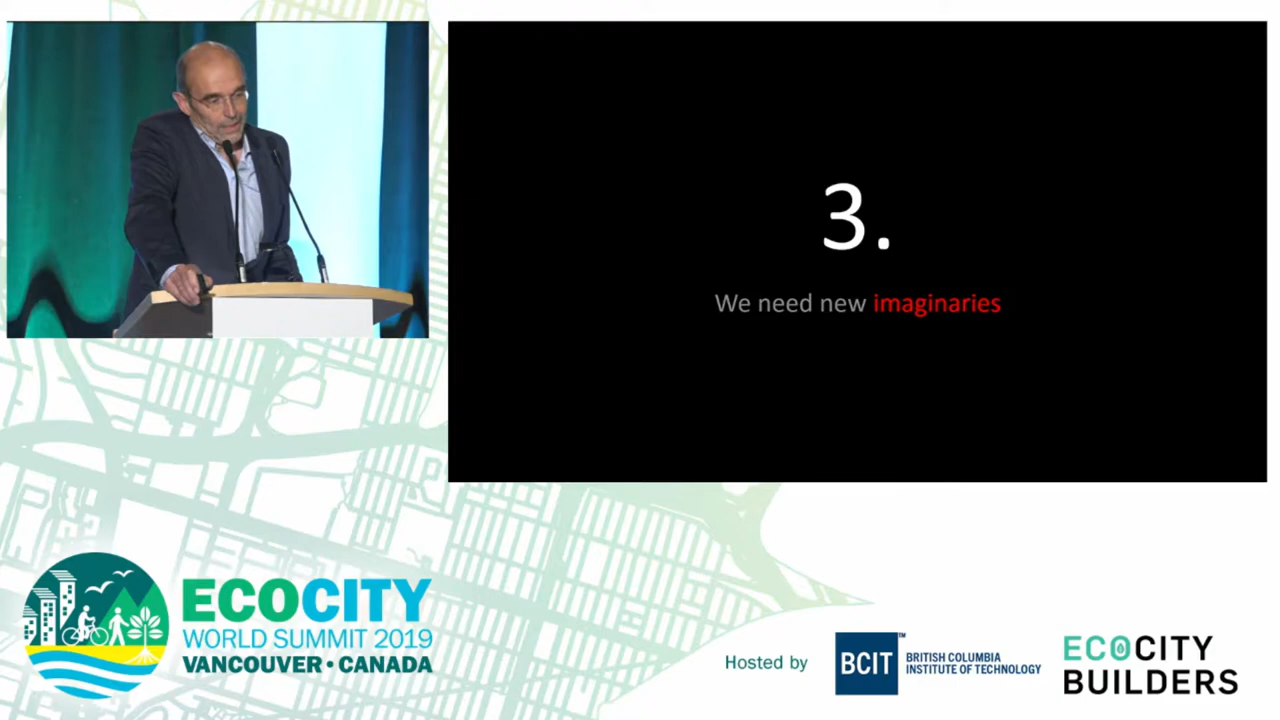 3.
We need new imaginaries
ECOCITY
WORLD SUMMIT 2019
VANCOUVER • CANADA
Hosted by
BCIT™
BRITISH COLUMBIA
INSTITUTE OF TECHNOLOGY
ECOCITY
BUILDERS